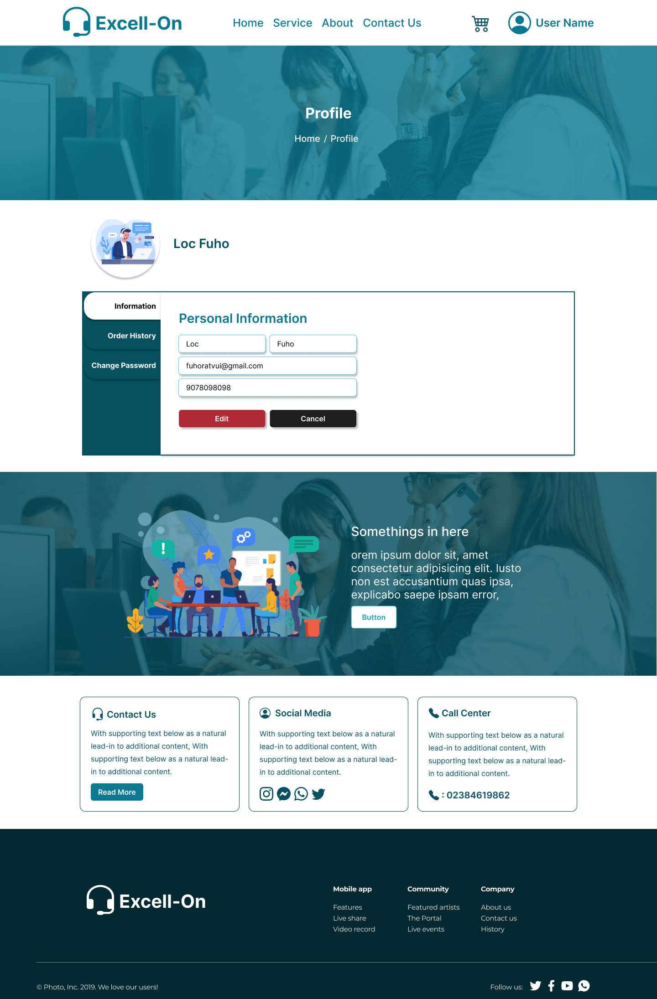 Excell-On
Home Service About Contact Us
User Name
Profile
Home / Profile
Loc Fuho
Information
Order History
Change Password
Personal Information
Loc
Fuho
fuhoratvui@gmail.com
9078098098
Edit
Cancel
Somethings in here
orem ipsum dolor sit, amet
consectetur adipisicing elit. Iusto
non est accusantium quas ipsa,
explicabo saepe ipsam error,
Button
Contact Us
With supporting text below as a natural
lead-in to additional content, With
supporting text below as a natural lead-
in to additional content.
Read More
Social Media
With supporting text below as a natural
lead-in to additional content, With
supporting text below as a natural lead-
in to additional content.
Call Center
With supporting text below as a natural
lead-in to additional content, With
supporting text below as a natural lead-
in to additional content.
: 02384619862
Excell-On
Mobile app
Features
Live share
Video record
Community
Featured artists
The Portal
Live events
Company
About us
Contact us
History
© Photo, Inc. 2019. We love our users!
Follow us: